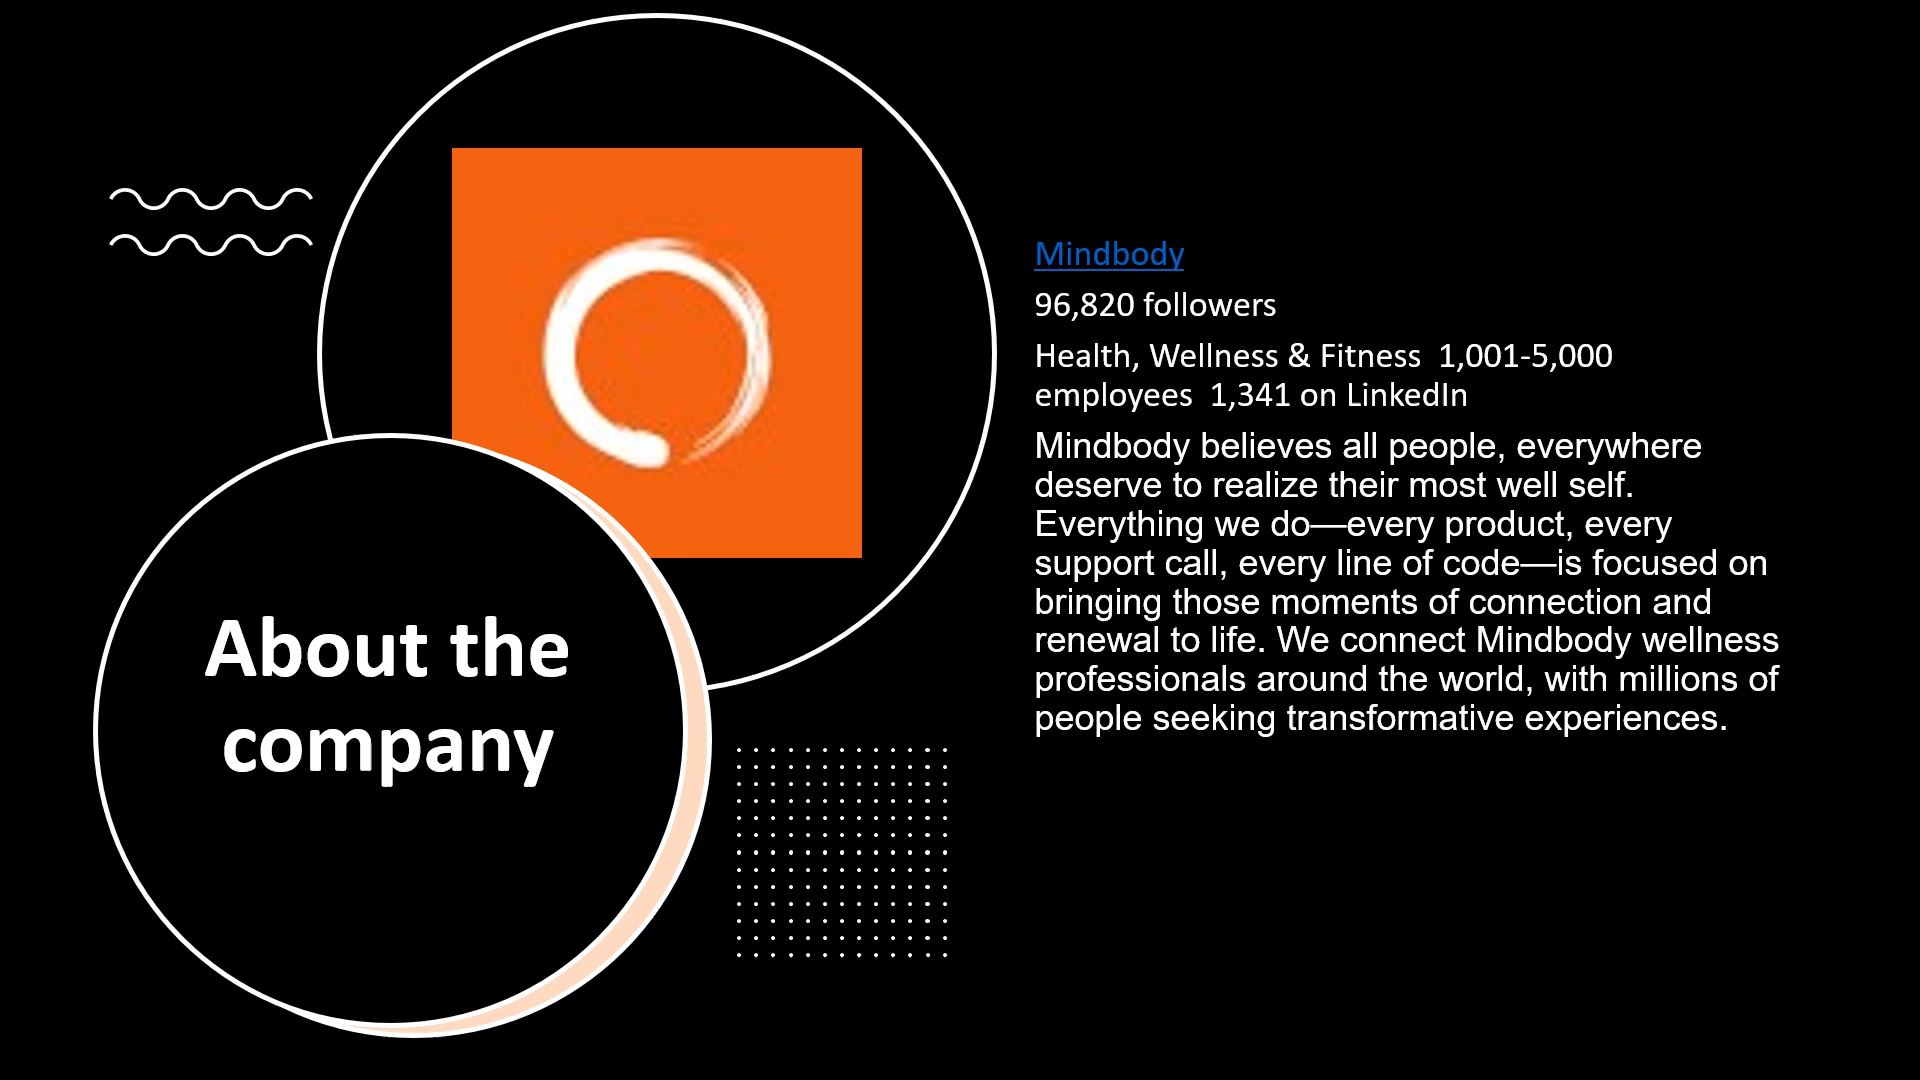 About the
company
Mindbody
96,820 followers
Health, Wellness & Fitness  1,001-5,000
employees  1,341 on LinkedIn
Mindbody believes all people, everywhere
deserve to realize their most well self.
Everything we do—every product, every
support call, every line of code—is focused on
bringing those moments of connection and
renewal to life. We connect Mindbody wellness
professionals around the world, with millions of
people seeking transformative experiences.